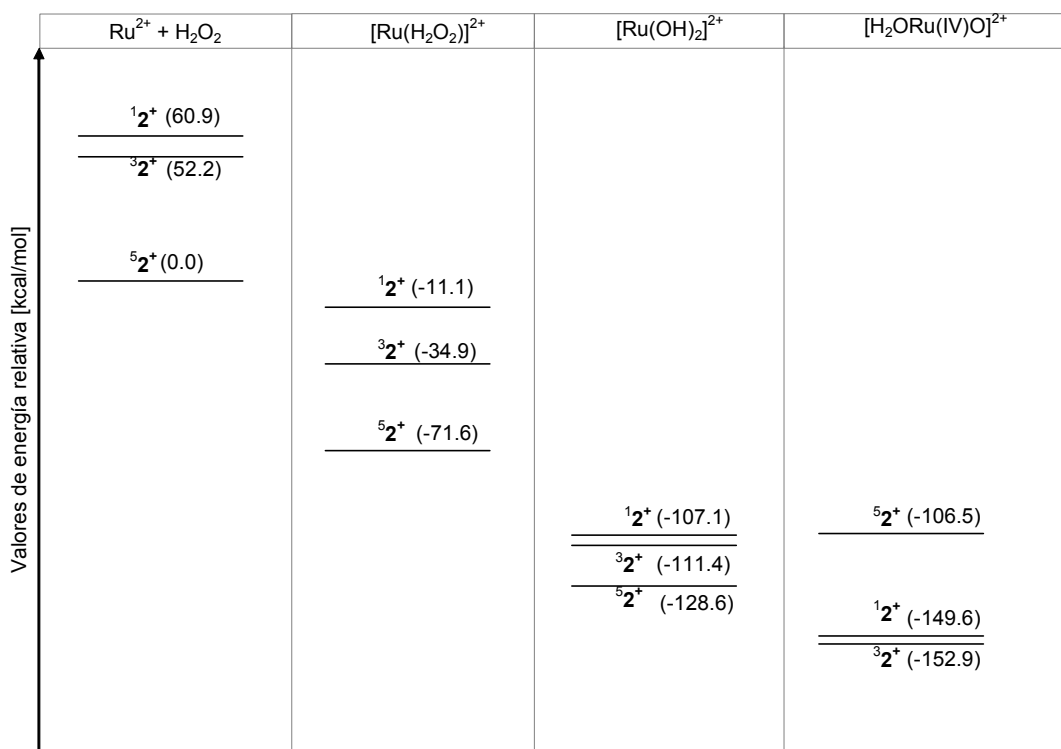 Ru²⁺ + H₂O₂
[Ru(H₂O₂)]²⁺
[Ru(OH)₂]²⁺
[H₂ORu(IV)O]²⁺
Valores de energía relativa [kcal/mol]
¹2⁺ (60.9)
³2⁺ (52.2)
⁵2⁺ (0.0)
¹2⁺ (-11.1)
³2⁺ (-34.9)
⁵2⁺ (-71.6)
¹2⁺ (-107.1)
³2⁺ (-111.4)
⁵2⁺ (-128.6)
⁵2⁺ (-106.5)
¹2⁺ (-149.6)
³2⁺ (-152.9)